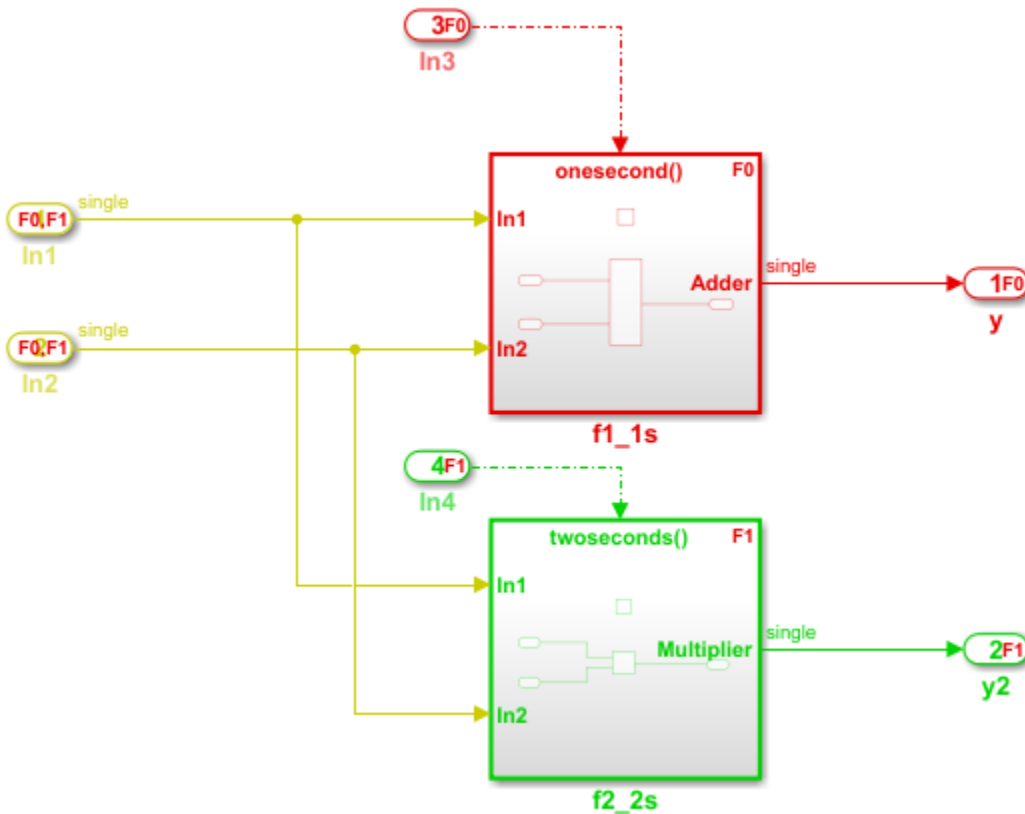 3F0
In3
onesecond()
F0
single
F0,F1
In1
In1
single
Adder
1F0
y
single
F0,F1
In2
In2
f1_1s
4F1
In4
twoseconds()
F1
In1
single
Multiplier
2F1
y2
In2
f2_2s